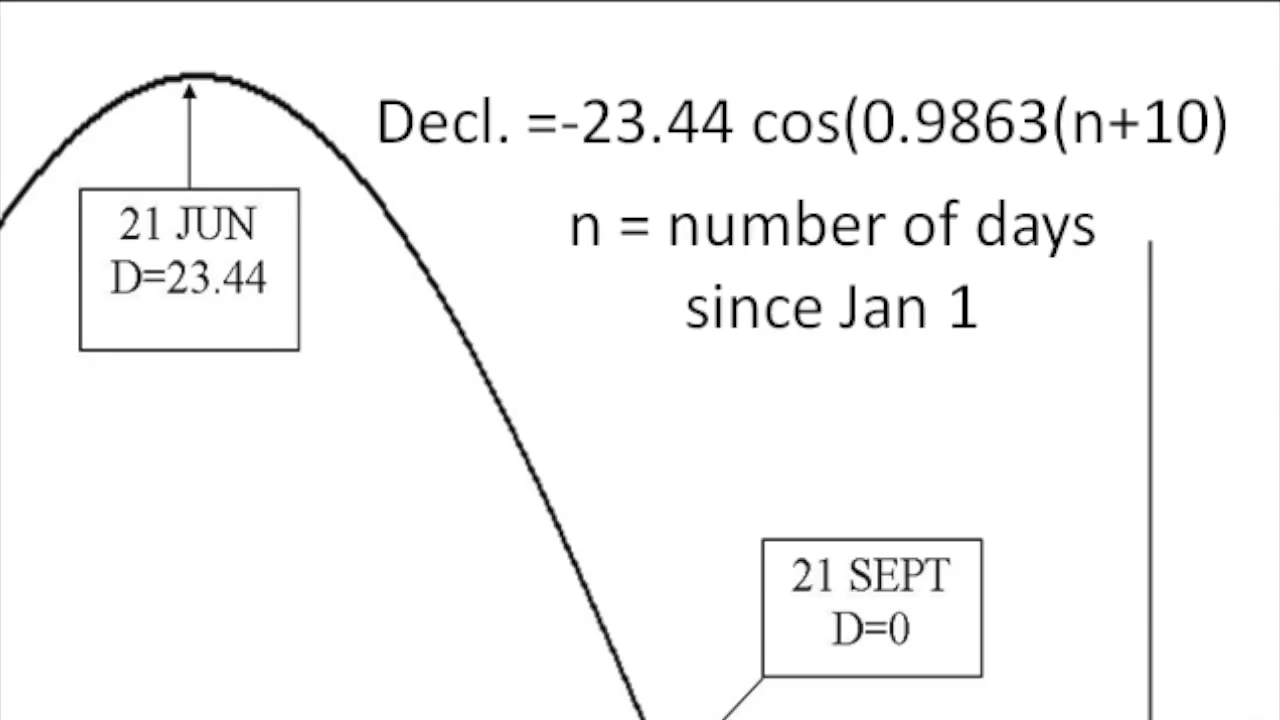 Decl. =-23.44 cos(0.9863(n+10)
n = number of days
since Jan 1
21 JUN
D=23.44
21 SEPT
D=0